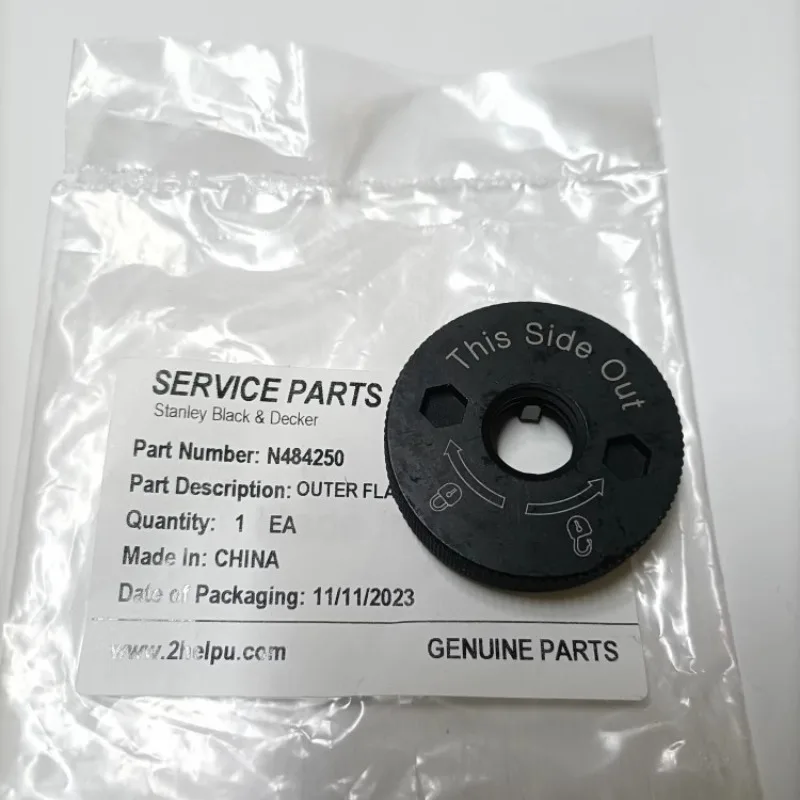 This Side Out
SERVICE PARTS
Stanley Black & Decker
Part Number: N484250
Part Description: OUTER FLA
Quantity: 1 EA
Made In: CHINA
Date of Packaging: 11/11/2023
www.2helpu.com
GENUINE PARTS